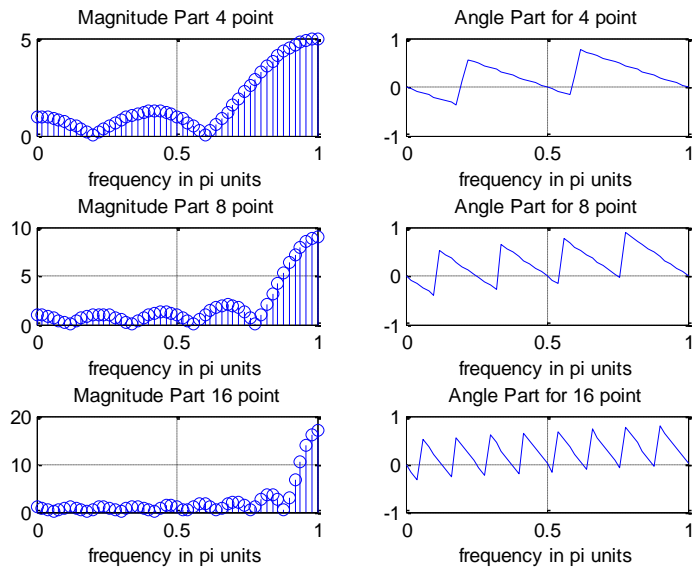 Magnitude Part 4 point
5
0
0 0.5 1
frequency in pi units
Angle Part for 4 point
1
0
-1
0 0.5 1
frequency in pi units
Magnitude Part 8 point
10
5
0
0 0.5 1
frequency in pi units
Angle Part for 8 point
1
0
-1
0 0.5 1
frequency in pi units
Magnitude Part 16 point
20
10
0
0 0.5 1
frequency in pi units
Angle Part for 16 point
1
0
-1
0 0.5 1
frequency in pi units